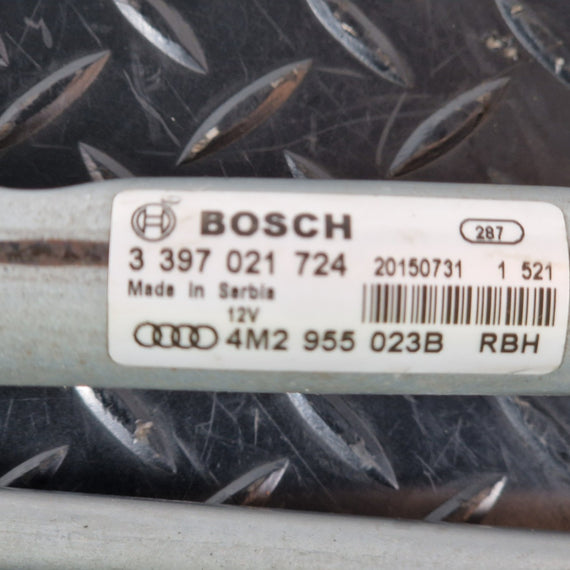 BOSCH 287
3 397 021 724 20150731 1 521
Made in Serbia
12V
4M2 955 023B RBH